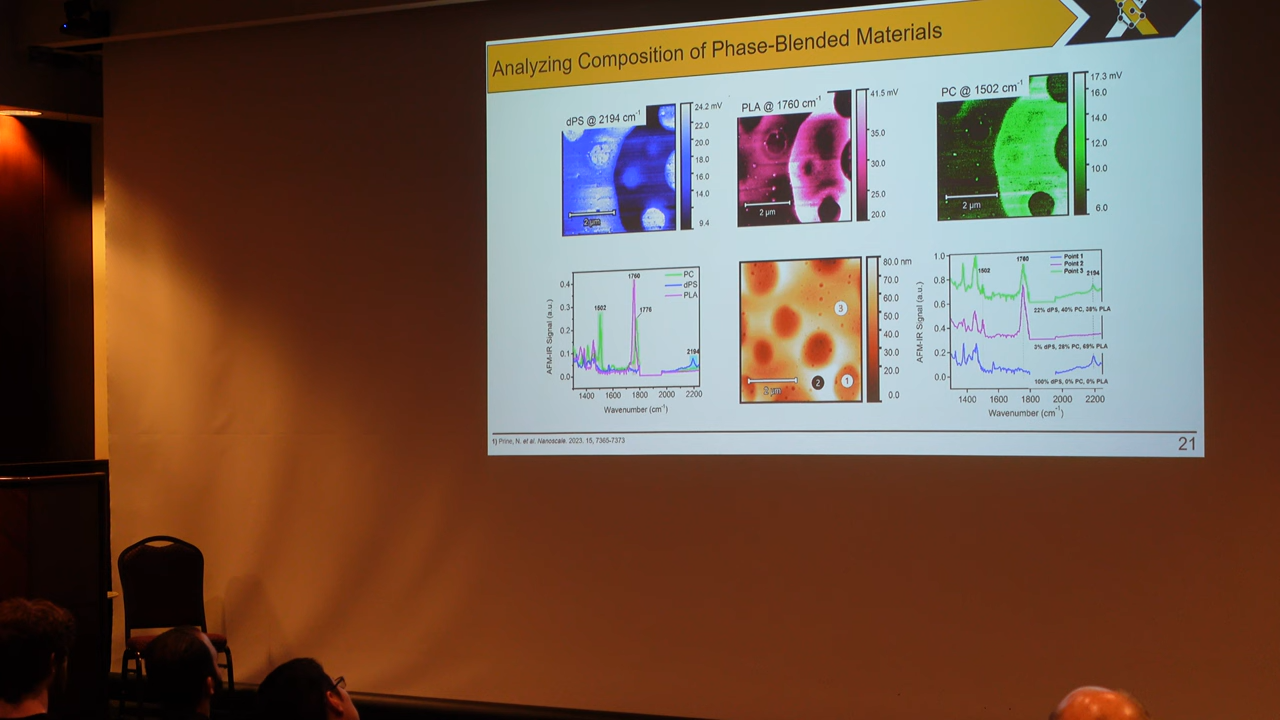 Analyzing Composition of Phase-Blended Materials
dPS @ 2194 cm-1
24.2 mV
22.0
20.0
18.0
16.0
14.0
9.4
2 μm
PLA @ 1760 cm-1
41.5 mV
35.0
30.0
25.0
20.0
2 μm
PC @ 1502 cm-1
17.3 mV
16.0
14.0
12.0
10.0
6.0
2 μm
AFM-IR Signal (a.u.)
0.4
0.3
0.2
0.1
0.0
1760
1502
1776
2194
PC
dPS
PLA
1400 1600 1800 2000 2200
Wavenumber (cm-1)
80.0 nm
70.0
60.0
50.0
40.0
30.0
20.0
0.0
3
2
1
2 μm
AFM-IR Signal (a.u.)
1.0
0.8
0.6
0.4
0.2
0.0
1502
1760
2194
Point 1
Point 2
Point 3
22% dPS, 40% PC, 38% PLA
3% dPS, 28% PC, 69% PLA
100% dPS, 0% PC, 0% PLA
1400 1600 1800 2000 2200
Wavenumber (cm-1)
1) Prine, N. et al. Nanoscale. 2023. 15, 7365-7373
21